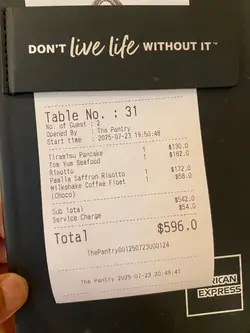 DON'T live life WITHOUT IT™
Table No. : 31
No. of Guest : 2
Opened By : The Pantry
Start time : 2025-07-23 19:50:48
Tiramisu Pancake 1 $130.0
Tom Yum Seafood 1 $182.0
Risotto
Paella Saffron Risotto 1 $172.0
Milkshake Coffee Float 1 $58.0
(Choco)
Sub Total $542.0
Service Charge $54.0
Total $596.0
ThePantry001250723000124
The Pantry 2025-07-23 20:49:41
RICAN
EXPRESS